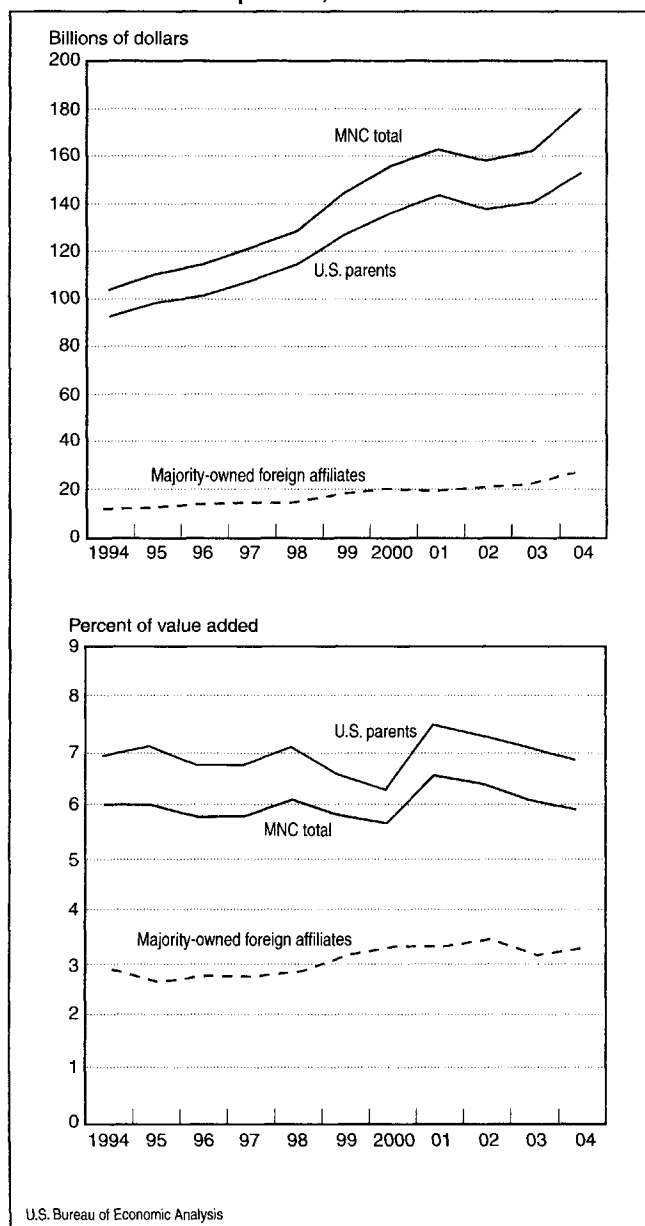 Billions of dollars
200
180
160
140
120
100
80
60
40
20
0
MNC total
U.S. parents
Majority-owned foreign affiliates
1994 95 96 97 98 99 2000 01 02 03 04
Percent of value added
9
8
7
6
5
4
3
2
1
0
U.S. parents
MNC total
Majority-owned foreign affiliates
1994 95 96 97 98 99 2000 01 02 03 04
U.S. Bureau of Economic Analysis